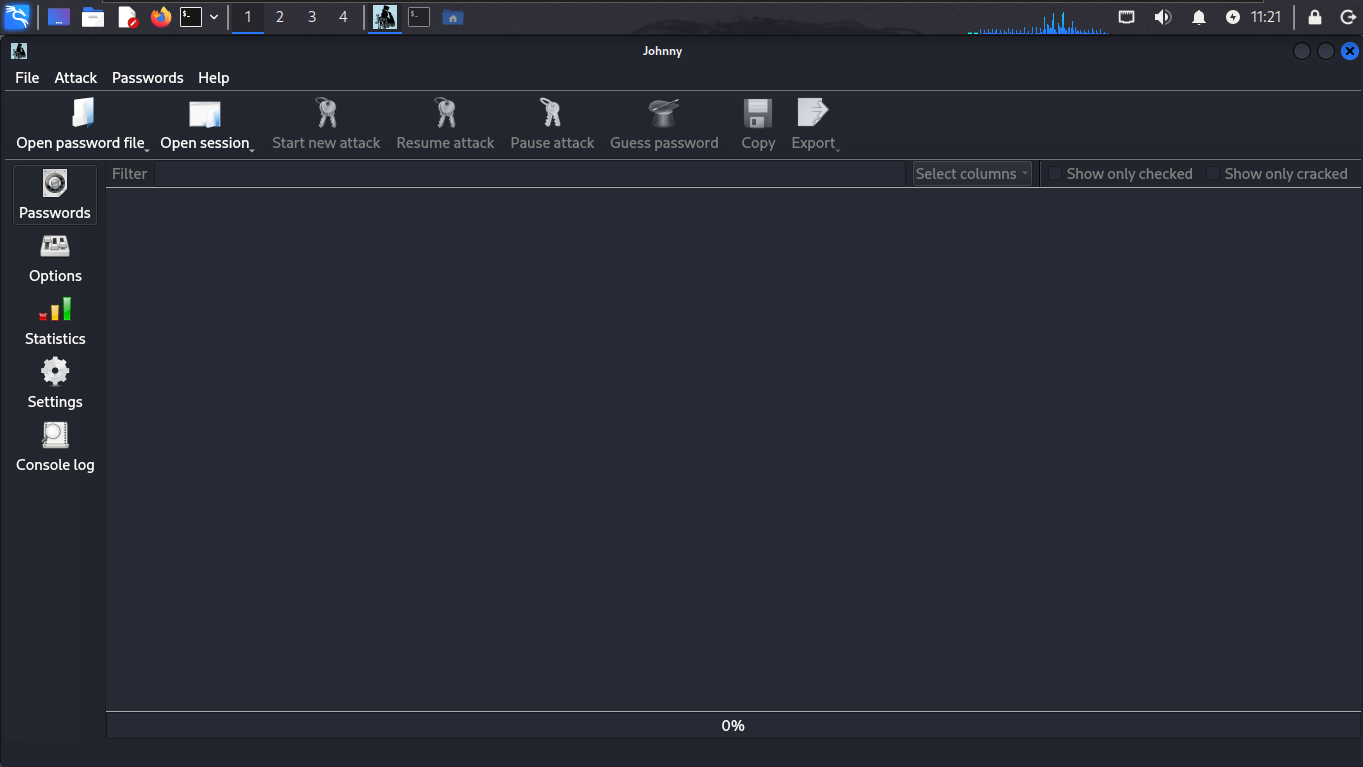 1 2 3 4 11:21
Johnny
File Attack Passwords Help
Open password file Open session Start new attack Resume attack Pause attack Guess password Copy Export
Filter Select columns Show only checked Show only cracked
Passwords
Options
Statistics
Settings
Console log
0%